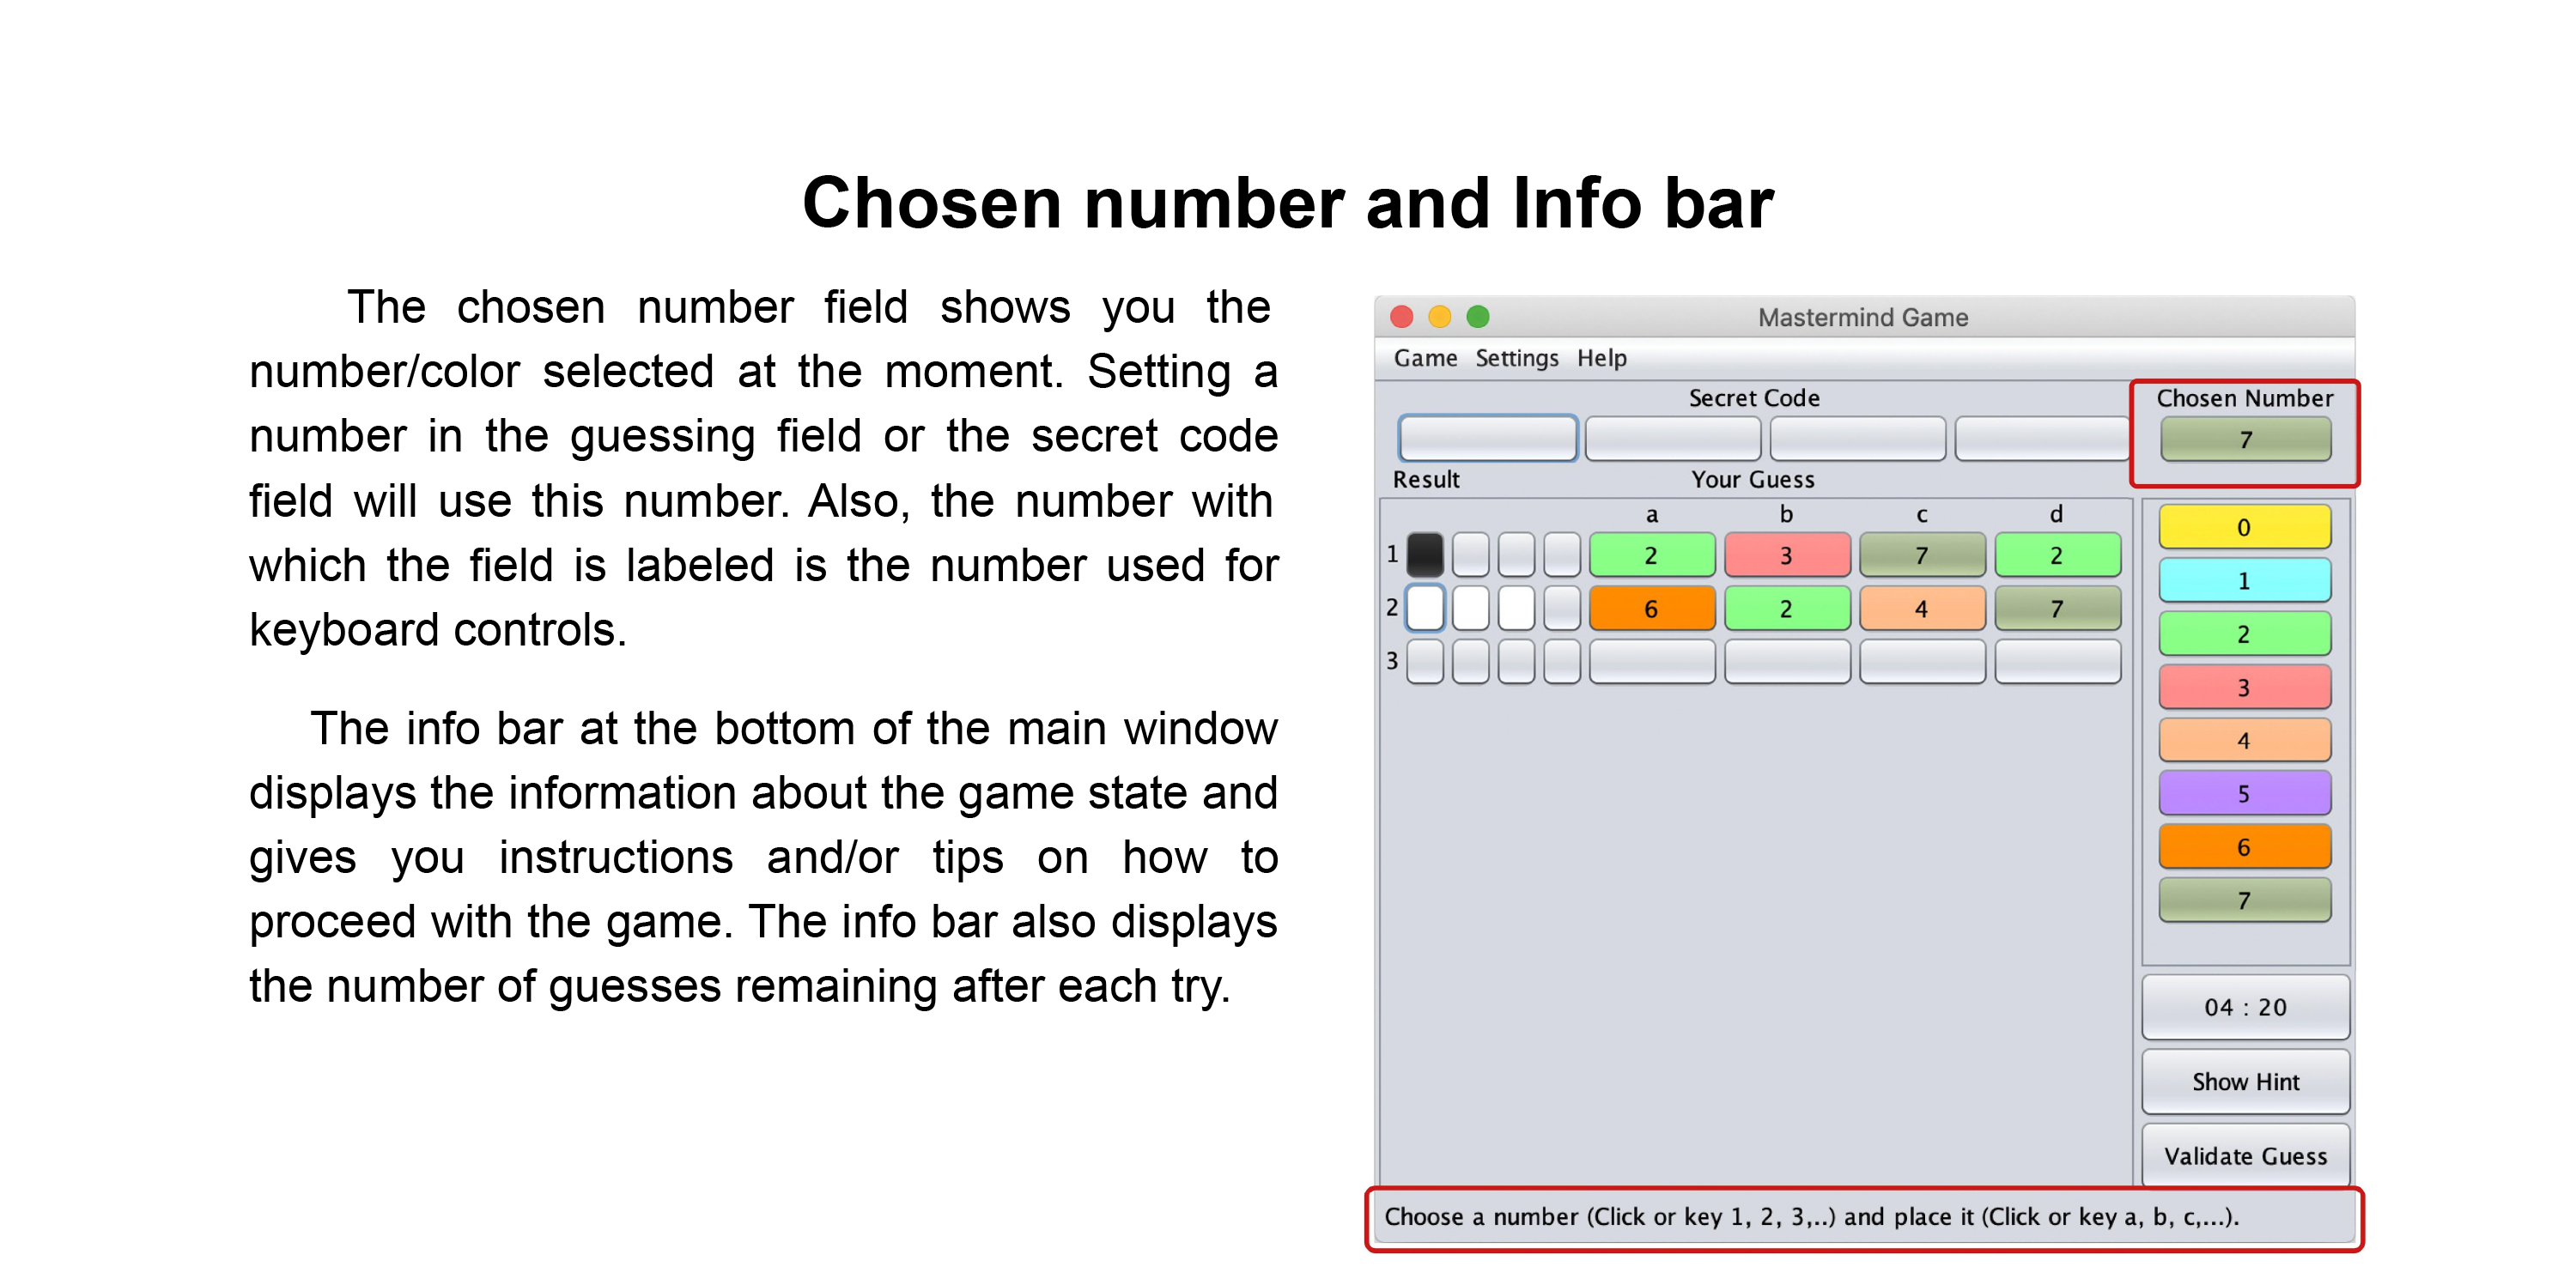 Chosen number and Info bar
The chosen number field shows you the
number/color selected at the moment. Setting a
number in the guessing field or the secret code
field will use this number. Also, the number with
which the field is labeled is the number used for
keyboard controls.
The info bar at the bottom of the main window
displays the information about the game state and
gives you instructions and/or tips on how to
proceed with the game. The info bar also displays
the number of guesses remaining after each try.
Mastermind Game
Game Settings Help
Secret Code
Chosen Number
7
Result Your Guess
a b c d
1 2 3 7 2
2 6 2 4 7
3
0
1
2
3
4
5
6
7
04 : 20
Show Hint
Validate Guess
Choose a number (Click or key 1, 2, 3,..) and place it (Click or key a, b, c,...).